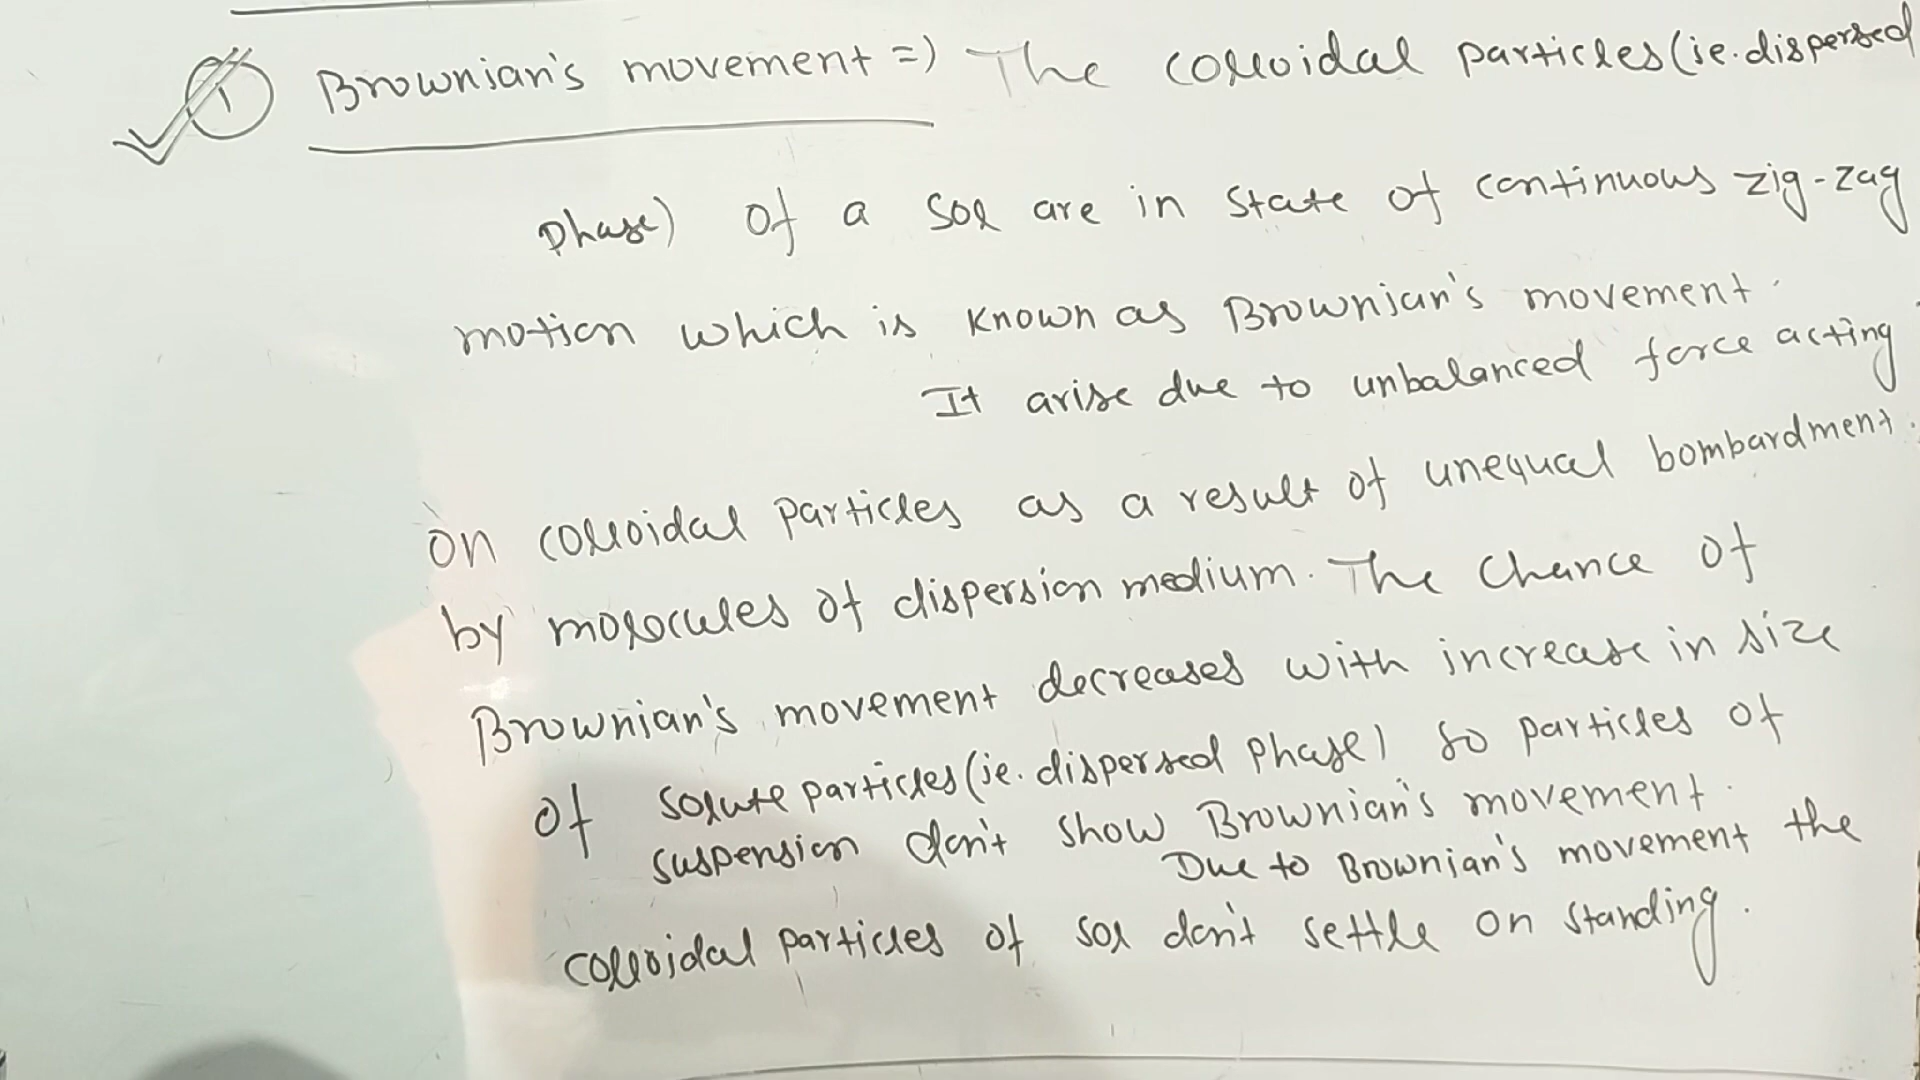 1 Brownian's movement => The colloidal particles (ie. dispersed
phase) of a sol are in state of continuous zig-zag
motion which is known as Brownian's movement.
It arise due to unbalanced force acting
on colloidal particles as a result of unequal bombardment.
by molecules of dispersion medium. The chance of
Brownian's movement decreases with increase in size
of solute particles (ie. dispersed phase) so particles of
suspension don't show Brownian's movement.
Due to Brownian's movement the
colloidal particles of sol don't settle on standing.